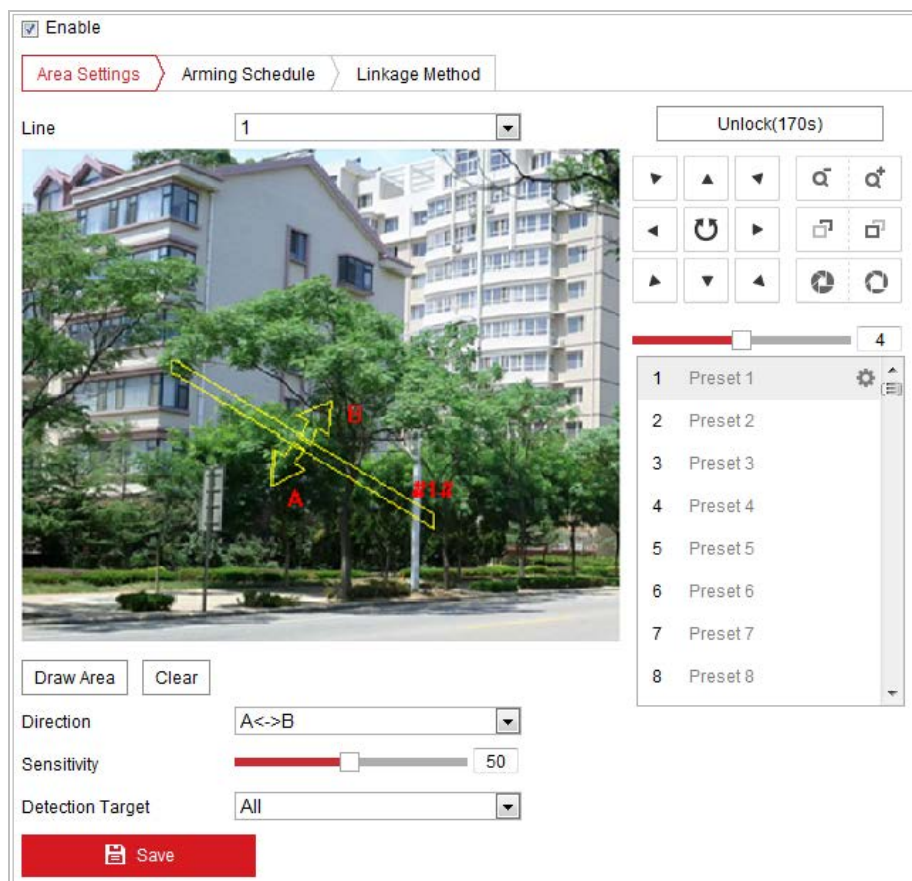 Enable
Area Settings Arming Schedule Linkage Method
Line 1
Unlock(170s)
B
A
#1#
4
1 Preset 1
2 Preset 2
3 Preset 3
4 Preset 4
5 Preset 5
6 Preset 6
7 Preset 7
8 Preset 8
Draw Area Clear
Direction A<->B
Sensitivity 50
Detection Target All
Save